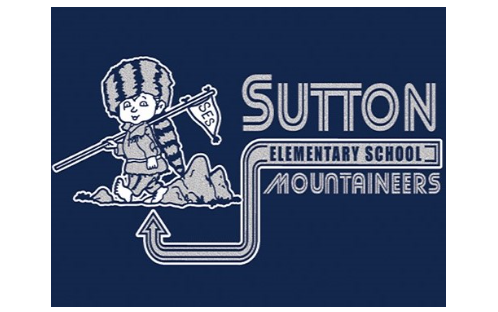 SES
SUTTON
ELEMENTARY SCHOOL
MOUNTAINEERS